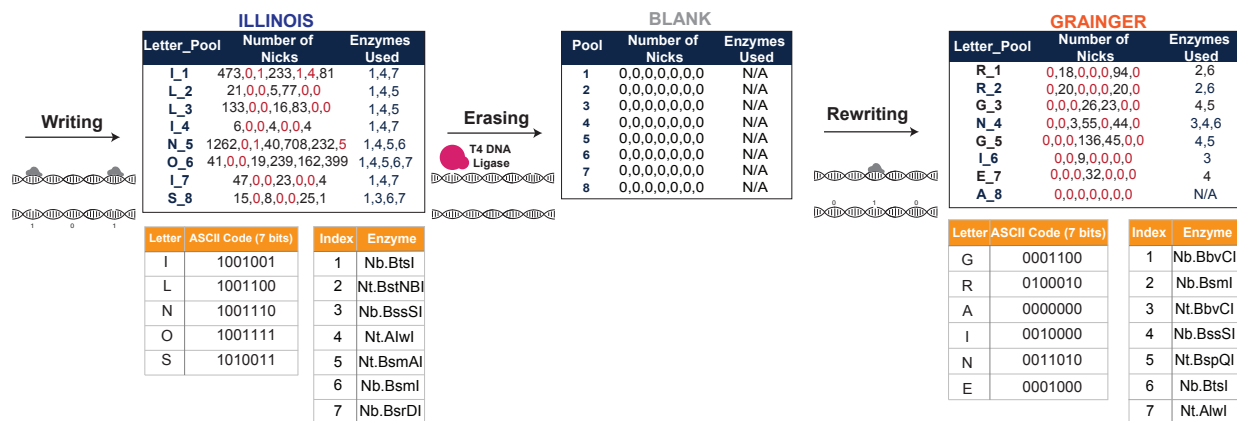 ILLINOIS
BLANK
GRAINGER
Writing
Letter_Pool Number of Nicks Enzymes Used
I_1 473,0,1,233,1,4,81 1,4,7
L_2 21,0,0,5,77,0,0 1,4,5
L_3 133,0,0,16,83,0,0 1,4,5
I_4 6,0,0,4,0,0,4 1,4,7
N_5 1262,0,1,40,708,232,5 1,4,5,6
O_6 41,0,0,19,239,162,399 1,4,5,6,7
I_7 47,0,0,23,0,0,4 1,4,7
S_8 15,0,8,0,0,25,1 1,3,6,7
1 0 1
Letter ASCII Code (7 bits)
I 1001001
L 1001100
N 1001110
O 1001111
S 1010011
Index Enzyme
1 Nb.BtsI
2 Nt.BstNBI
3 Nb.BssSI
4 Nt.AlwI
5 Nt.BsmAI
6 Nb.BsmI
7 Nb.BsrDI
Erasing
T4 DNA
Ligase
Pool Number of Nicks Enzymes Used
1 0,0,0,0,0,0,0 N/A
2 0,0,0,0,0,0,0 N/A
3 0,0,0,0,0,0,0 N/A
4 0,0,0,0,0,0,0 N/A
5 0,0,0,0,0,0,0 N/A
6 0,0,0,0,0,0,0 N/A
7 0,0,0,0,0,0,0 N/A
8 0,0,0,0,0,0,0 N/A
Rewriting
0 1 0
Letter_Pool Number of Nicks Enzymes Used
R_1 0,18,0,0,0,94,0 2,6
R_2 0,20,0,0,0,20,0 2,6
G_3 0,0,0,26,23,0,0 4,5
N_4 0,0,3,55,0,44,0 3,4,6
G_5 0,0,0,136,45,0,0 4,5
I_6 0,0,9,0,0,0,0 3
E_7 0,0,0,32,0,0,0 4
A_8 0,0,0,0,0,0,0 N/A
Letter ASCII Code (7 bits)
G 0001100
R 0100010
A 0000000
I 0010000
N 0011010
E 0001000
Index Enzyme
1 Nb.BbvCI
2 Nb.BsmI
3 Nt.BbvCI
4 Nb.BssSI
5 Nt.BspQI
6 Nb.BtsI
7 Nt.AlwI